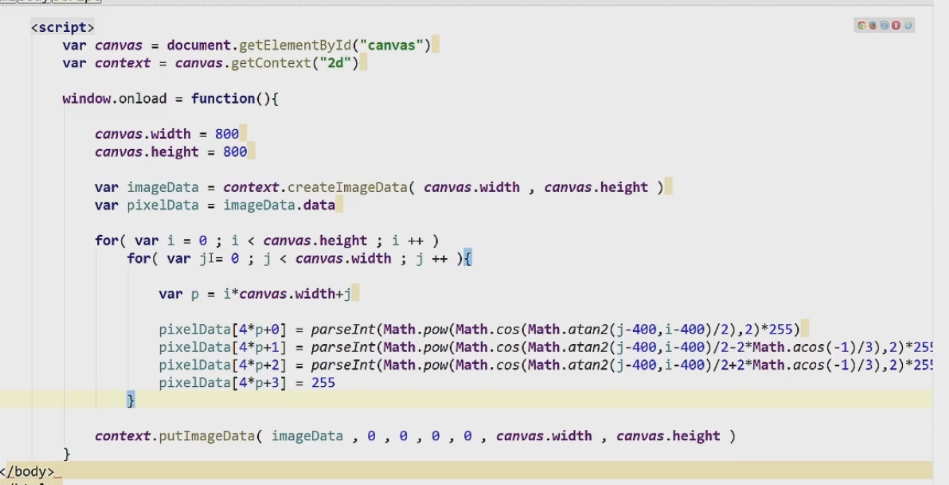 <script>
var canvas = document.getElementById("canvas")
var context = canvas.getContext("2d")
window.onload = function(){
canvas.width = 800
canvas.height = 800
var imageData = context.createImageData( canvas.width , canvas.height )
var pixelData = imageData.data
for( var i = 0 ; i < canvas.height ; i ++ )
for( var j = 0 ; j < canvas.width ; j ++ ){
var p = i*canvas.width+j
pixelData[4*p+0] = parseInt(Math.pow(Math.cos(Math.atan2(j-400,i-400)/2),2)*255)
pixelData[4*p+1] = parseInt(Math.pow(Math.cos(Math.atan2(j-400,i-400)/2-2*Math.acos(-1)/3),2)*255
pixelData[4*p+2] = parseInt(Math.pow(Math.cos(Math.atan2(j-400,i-400)/2+2*Math.acos(-1)/3),2)*255
pixelData[4*p+3] = 255
}
context.putImageData( imageData , 0 , 0 , 0 , 0 , canvas.width , canvas.height )
}
</body>